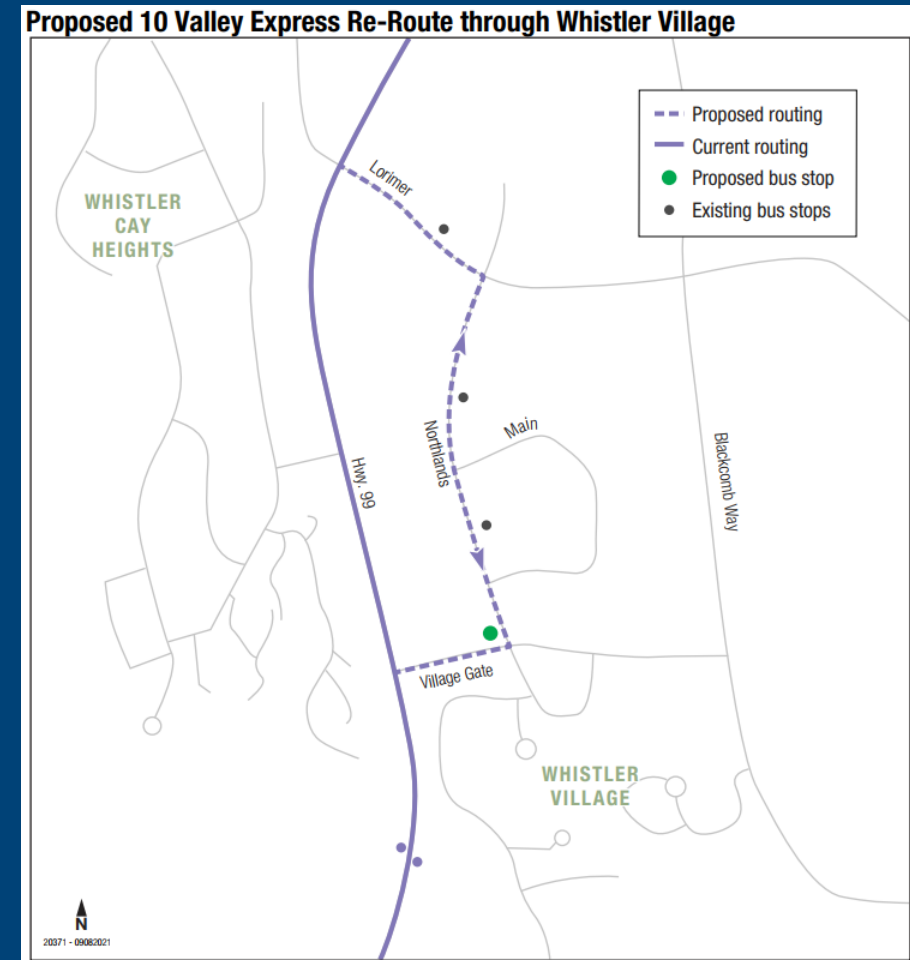 Proposed 10 Valley Express Re-Route through Whistler Village
Proposed routing
Current routing
Proposed bus stop
Existing bus stops
Lorimer
WHISTLER
CAY
HEIGHTS
Northlands
Main
Hwy. 99
Blackcomb Way
Village Gate
WHISTLER
VILLAGE
N
20371 - 09082021